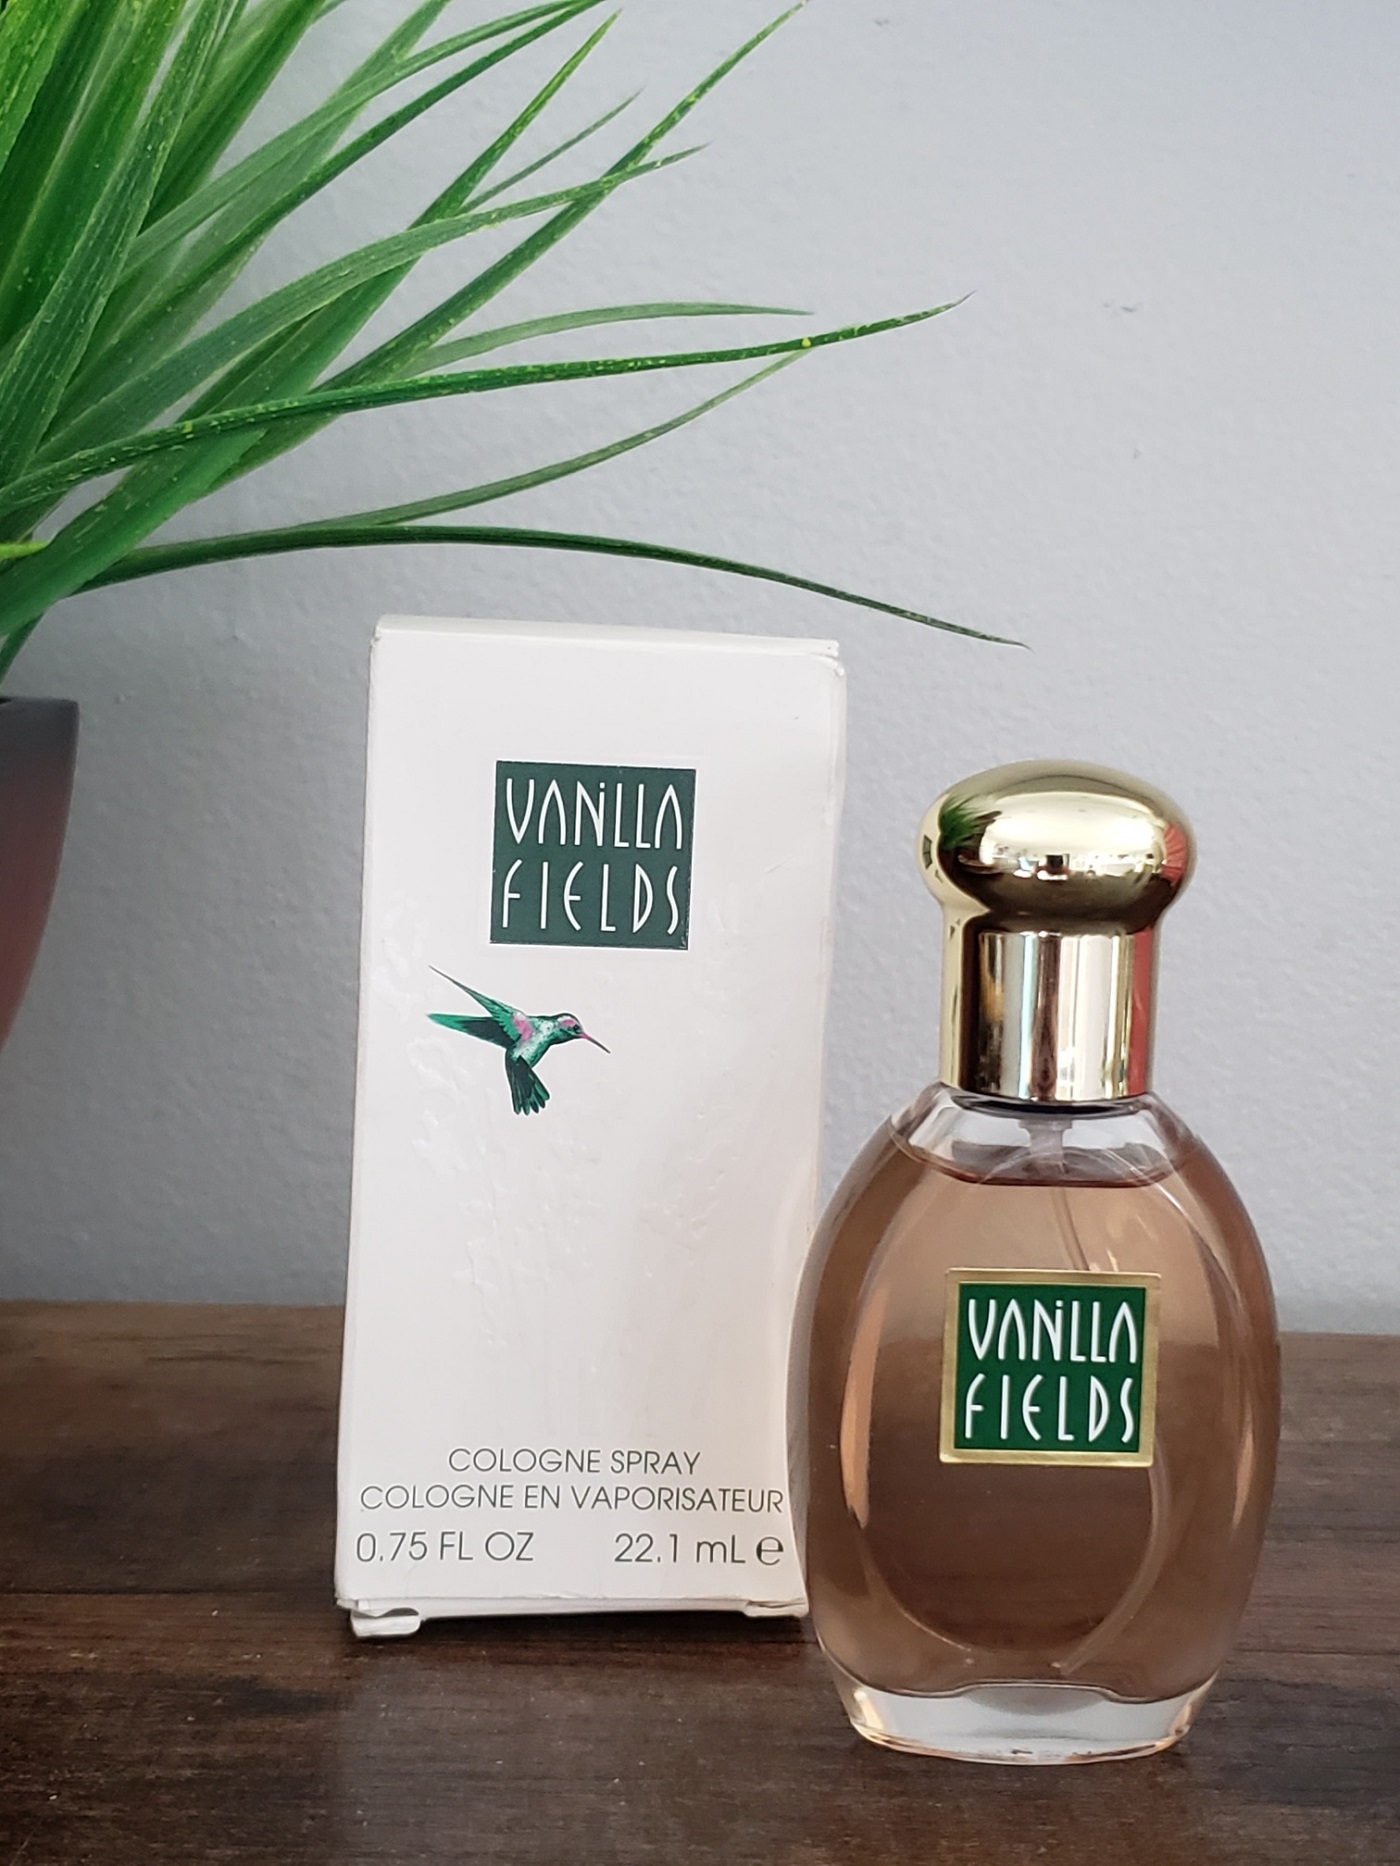 VANiLLA
FIELDS
COLOGNE SPRAY
COLOGNE EN VAPORISATEUR
0.75 FL OZ 22.1 mL ℮
VANiLLA
FIELDS